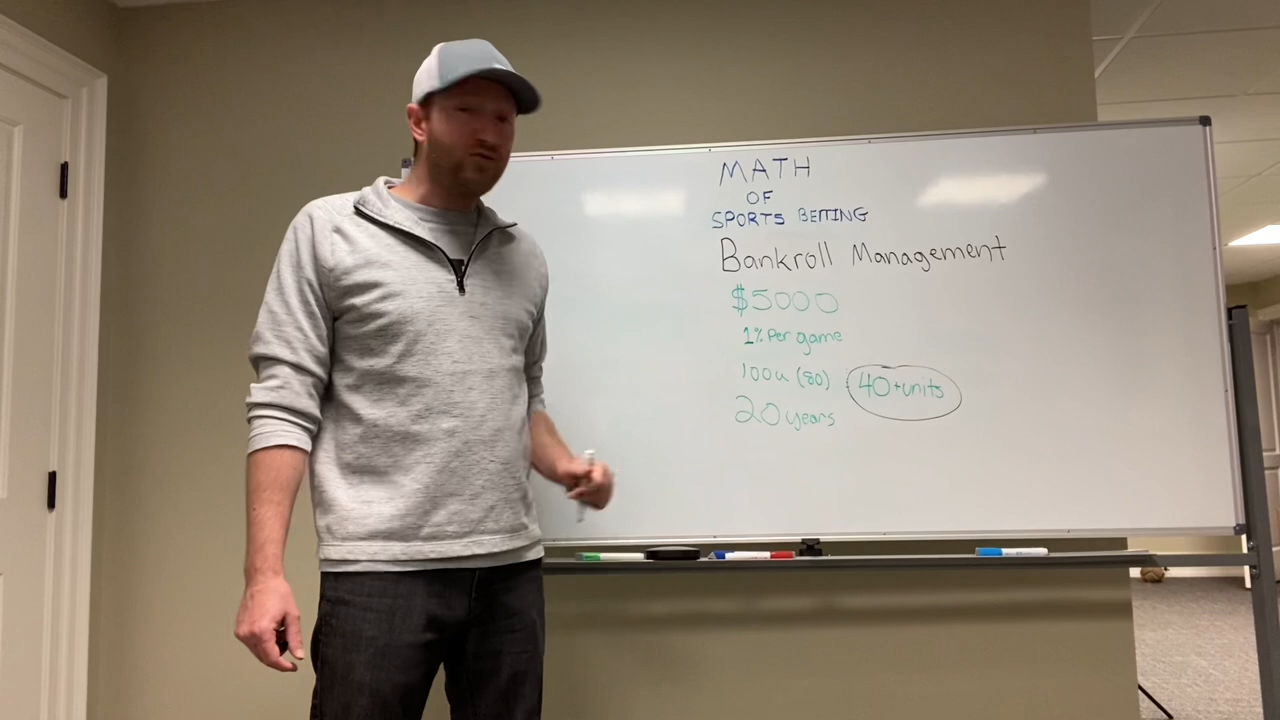 MATH
OF
SPORTS BETTING
Bankroll Management
$5000
1% Per game
100u (80) 40+units
20 years